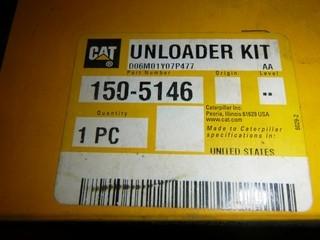 CAT UNLOADER KIT
D06M01Y07P477 AA
Part Number Origin Level
150-5146 --
Quantity
1 PC
Caterpillar Inc.
Peoria, Illinois 61629 USA
www.cat.com
Made to Caterpillar
specifications in:
UNITED STATES